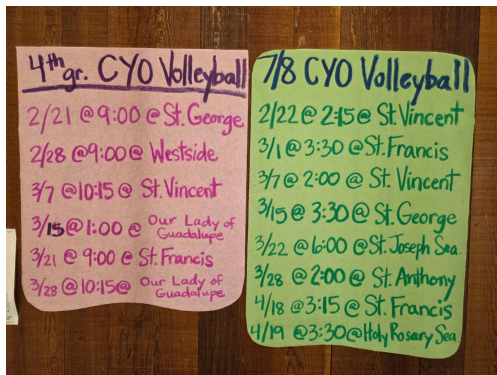 4th gr. CYO Volleyball
2/21 @ 9:00 @ St. George
2/28 @ 9:00 @ Westside
3/7 @ 10:15 @ St. Vincent
3/15 @ 1:00 @ Our Lady of
Guadalupe
3/21 @ 9:00 @ St. Francis
3/28 @ 10:15 @ Our Lady of
Guadalupe
7/8 CYO Volleyball
2/22 @ 2:15 @ St. Vincent
3/1 @ 3:30 @ St. Francis
3/7 @ 2:00 @ St. Vincent
3/15 @ 3:30 @ St. George
3/22 @ 6:00 @ St. Joseph Sea.
3/28 @ 2:00 @ St. Anthony
4/18 @ 3:15 @ St. Francis
4/19 @ 3:30 @ Holy Rosary Sea.